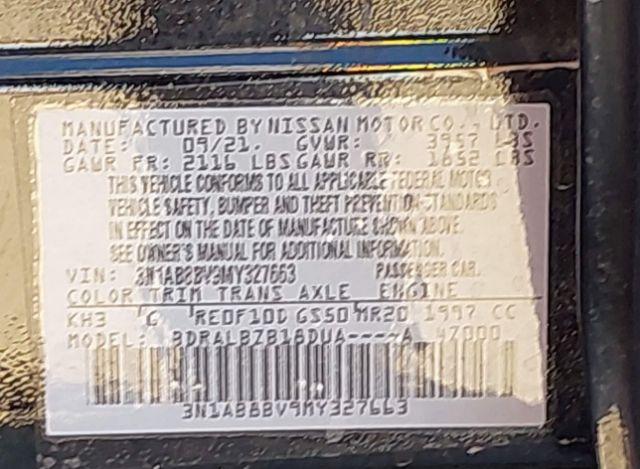 MANUFACTURED BY NISSAN MOTOR CO., LTD.
DATE: 09/21. GVWR: 3957 LBS
GAWR FR: 2116 LBS GAWR RR: 1652 LBS
THIS VEHICLE CONFORMS TO ALL APPLICABLE FEDERAL MOTOR
VEHICLE SAFETY, BUMPER AND THEFT PREVENTION STANDARDS
IN EFFECT ON THE DATE OF MANUFACTURE SHOWN ABOVE.
SEE OWNER'S MANUAL FOR ADDITIONAL INFORMATION.
VIN: 3N1AB8BV9MY327663 PASSENGER CAR.
COLOR TRIM TRANS AXLE ENGINE
KH3 G RE0F10D GS50 MR20 1997 CC
MODEL: 47000
3N1AB8BV9MY327663